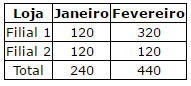 Loja Janeiro Fevereiro
Filial 1 120 320
Filial 2 120 120
Total 240 440